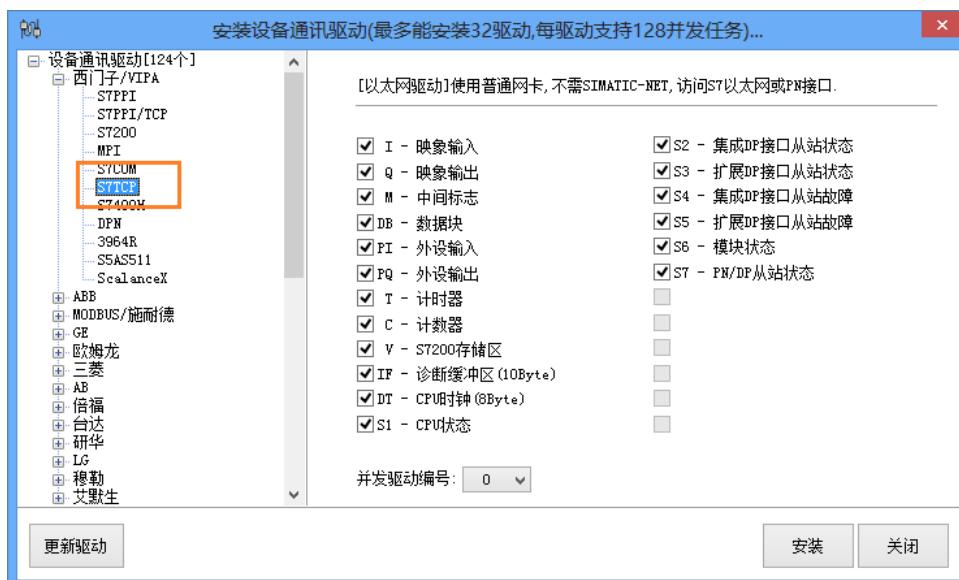 安装设备通讯驱动(最多能安装32驱动,每驱动支持128并发任务)...
设备通讯驱动[124个]
西门子/VIPA
S7PPI
S7PPI/TCP
S7200
MPI
S7COM
S7TCP
S7400H
DPN
3964R
S5AS511
ScalanceX
ABB
MODBUS/施耐德
GE
欧姆龙
三菱
AB
倍福
台达
研华
LG
穆勒
艾默生
[以太网驱动]使用普通网卡,不需SIMATIC-NET,访问S7以太网或PN接口.
I - 映象输入
Q - 映象输出
M - 中间标志
DB - 数据块
PI - 外设输入
PQ - 外设输出
T - 计时器
C - 计数器
V - S7200存储区
IF - 诊断缓冲区(10Byte)
DT - CPU时钟(8Byte)
S1 - CPU状态
S2 - 集成DP接口从站状态
S3 - 扩展DP接口从站状态
S4 - 集成DP接口从站故障
S5 - 扩展DP接口从站故障
S6 - 模块状态
S7 - PN/DP从站状态
并发驱动编号: 0
更新驱动
安装
关闭